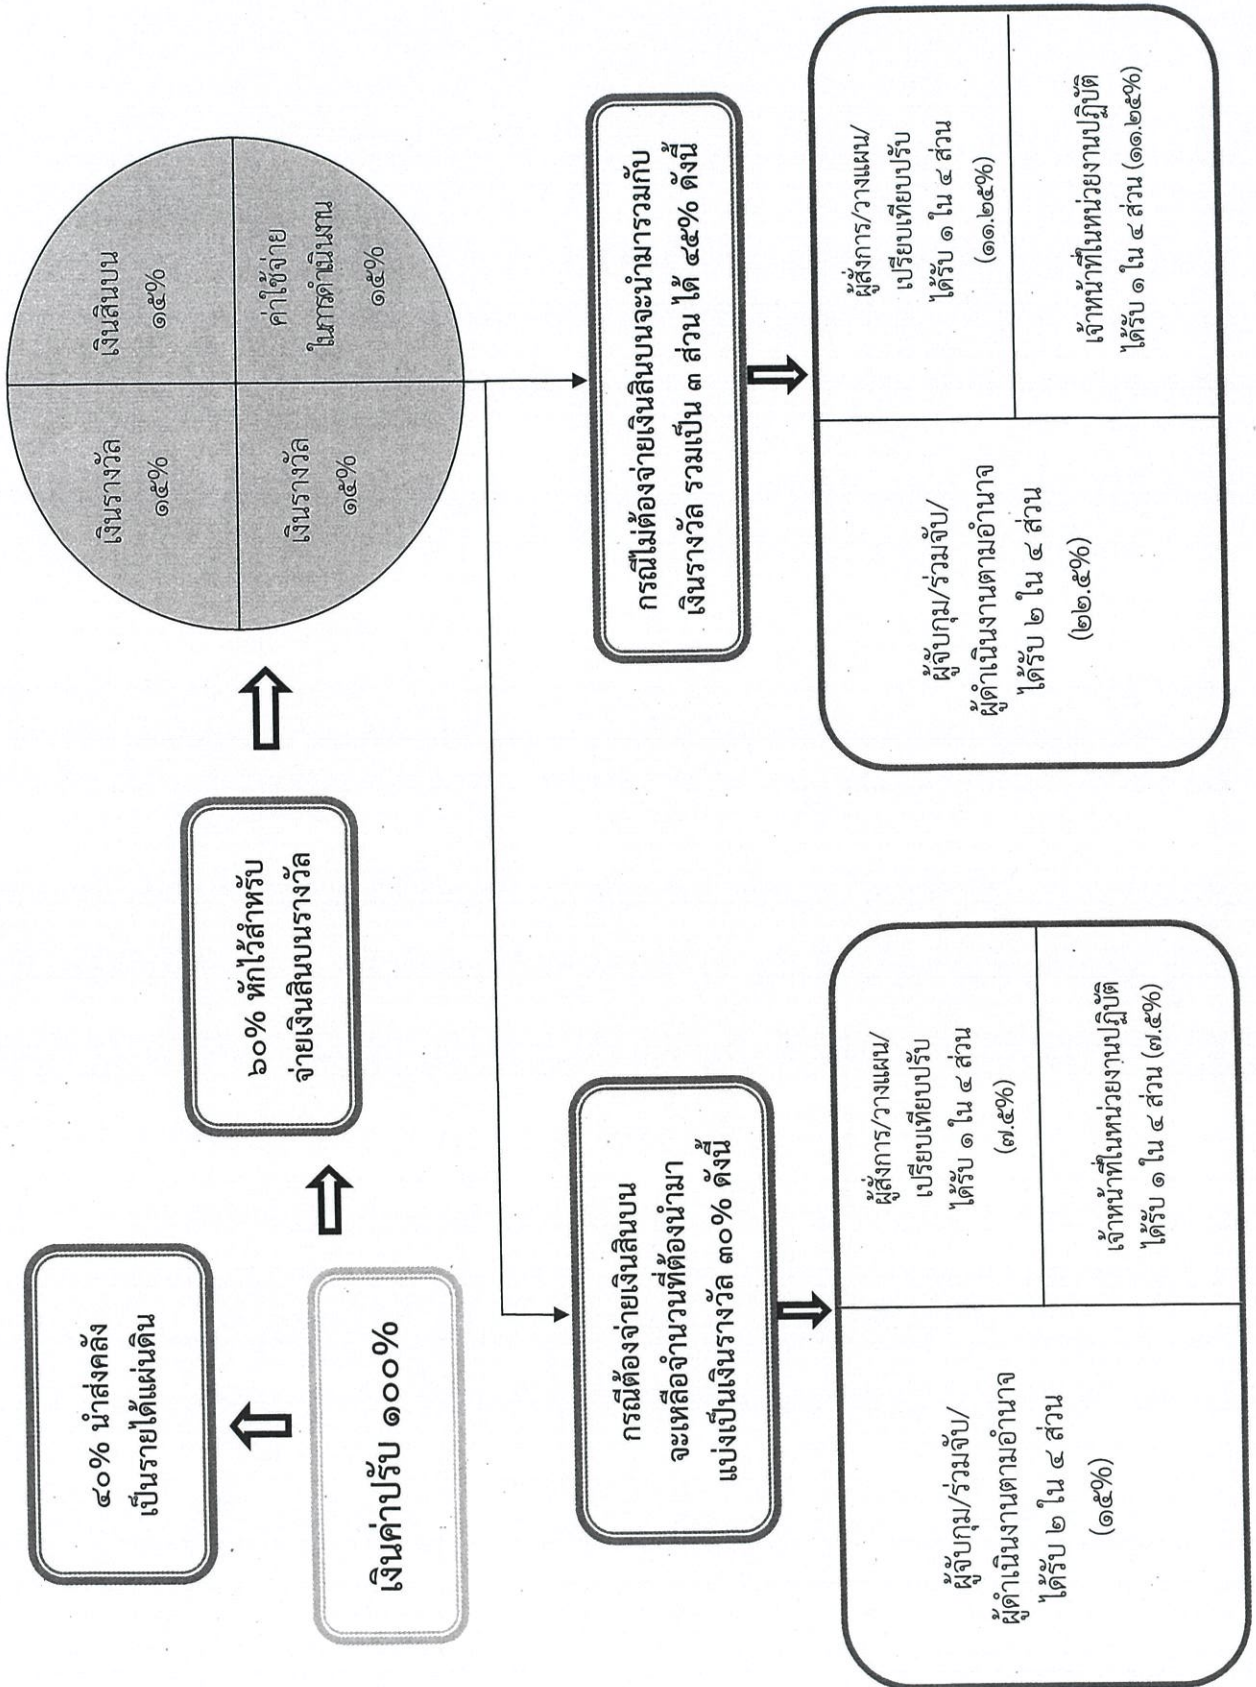 ๔๐% นำส่งคลัง
เป็นรายได้แผ่นดิน
เงินค่าปรับ ๑๐๐%
๖๐% หักไว้สำหรับ
จ่ายเงินสินบนรางวัล
เงินรางวัล
๑๕%
เงินสินบน
๑๕%
เงินรางวัล
๑๕%
ค่าใช้จ่าย
ในการดำเนินงาน
๑๕%
กรณีต้องจ่ายเงินสินบน
จะเหลือจำนวนที่ต้องนำมา
แบ่งเป็นเงินรางวัล ๓๐% ดังนี้
กรณีไม่ต้องจ่ายเงินสินบนจะนำมารวมกับ
เงินรางวัล รวมเป็น ๓ ส่วน ได้ ๔๕% ดังนี้
ผู้จับกุม/ร่วมจับ/
ผู้ดำเนินงานตามอำนาจ
ได้รับ ๒ ใน ๔ ส่วน
(๑๕%)
ผู้สั่งการ/วางแผน/
เปรียบเทียบปรับ
ได้รับ ๑ ใน ๔ ส่วน
(๗.๕%)
เจ้าหน้าที่ในหน่วยงานปฏิบัติ
ได้รับ ๑ ใน ๔ ส่วน (๗.๕%)
ผู้จับกุม/ร่วมจับ/
ผู้ดำเนินงานตามอำนาจ
ได้รับ ๒ ใน ๔ ส่วน
(๒๒.๕%)
ผู้สั่งการ/วางแผน/
เปรียบเทียบปรับ
ได้รับ ๑ ใน ๔ ส่วน
(๑๑.๒๕%)
เจ้าหน้าที่ในหน่วยงานปฏิบัติ
ได้รับ ๑ ใน ๔ ส่วน (๑๑.๒๕%)